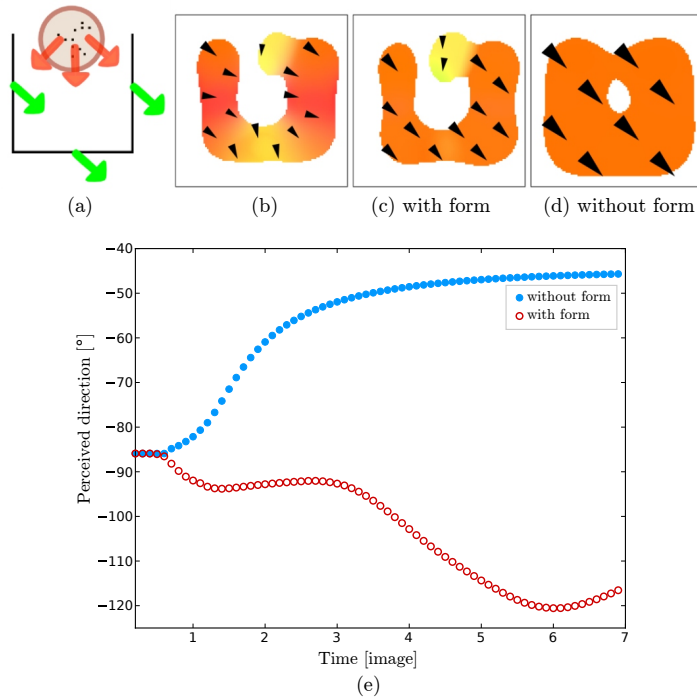 (a)
(b)
(c) with form
(d) without form
−40
−50
−60
−70
−80
−90
−100
−110
−120
Perceived direction [°]
without form
with form
1 2 3 4 5 6 7
Time [image]
(e)